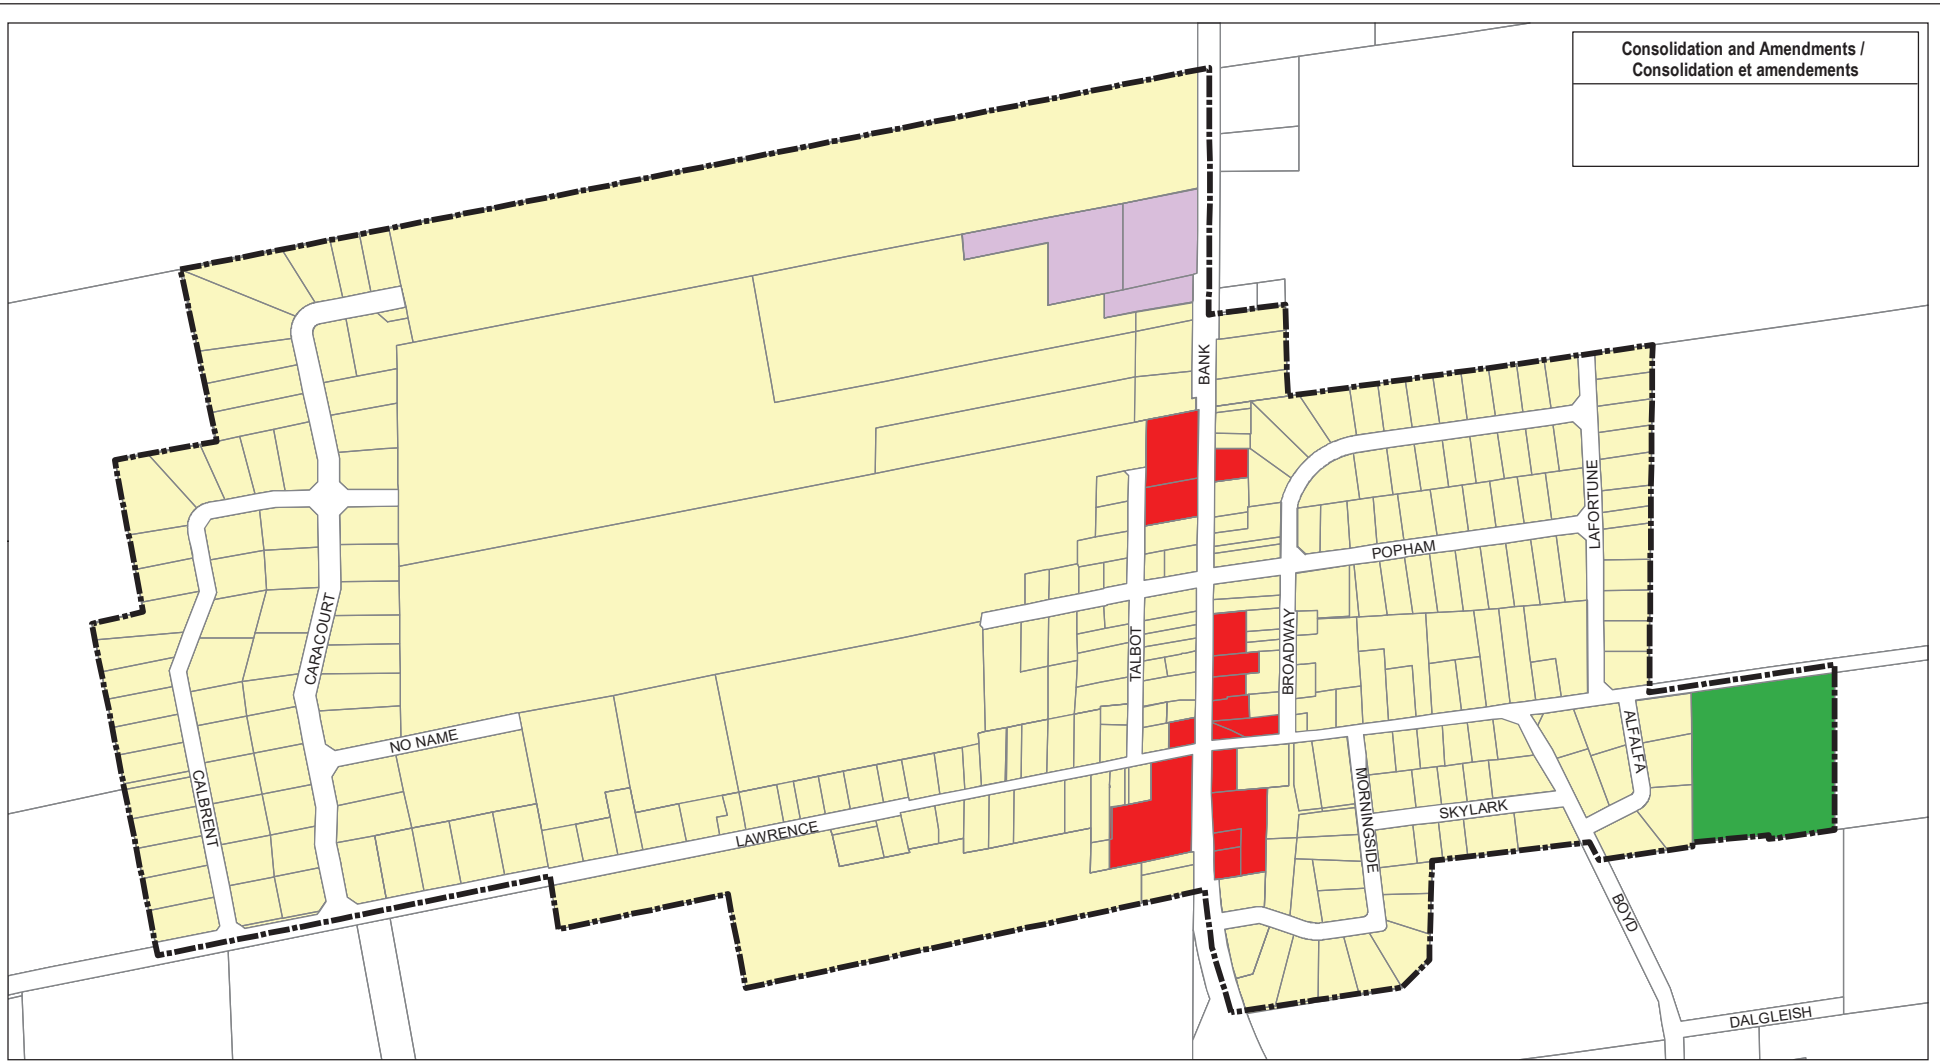 Consolidation and Amendments /
Consolidation et amendements
BANK
LAFORTUNE
POPHAM
CARACOURT
TALBOT
BROADWAY
NO NAME
ALFALFA
CALBRENT
MORNINGSIDE
SKYLARK
LAWRENCE
BOYD
DALGLEISH